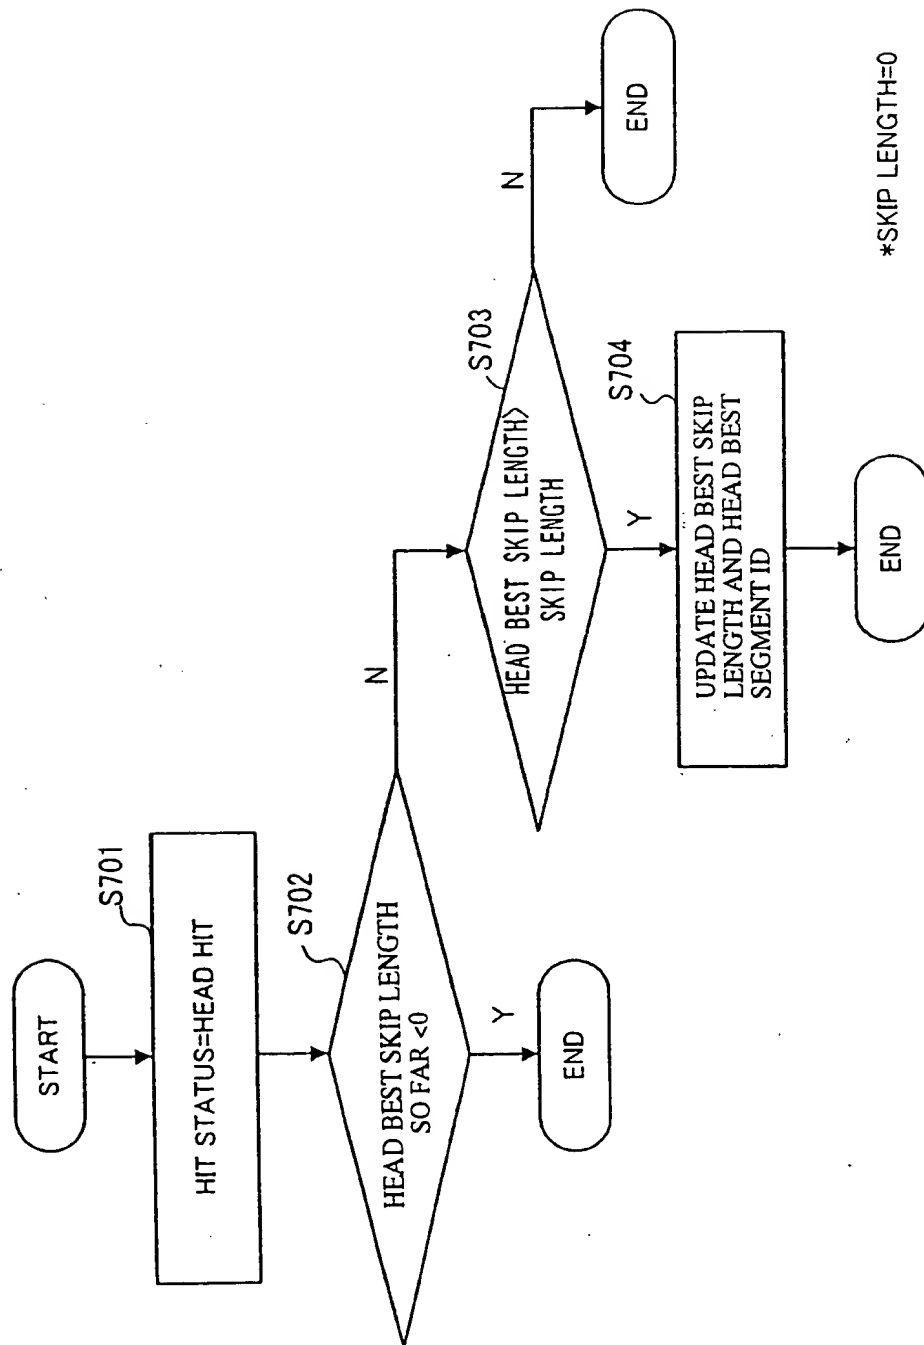 START
S701
HIT STATUS=HEAD HIT
S702
HEAD BEST SKIP LENGTH
SO FAR <0
N
Y
END
S703
HEAD BEST SKIP LENGTH>
SKIP LENGTH
N
END
Y
S704
UPDATE HEAD BEST SKIP
LENGTH AND HEAD BEST
SEGMENT ID
END
*SKIP LENGTH=0